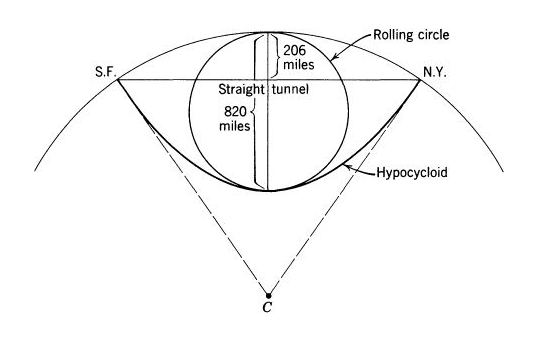 Rolling circle
206
miles
S.F.
N.Y.
Straight tunnel
820
miles
Hypocycloid
C